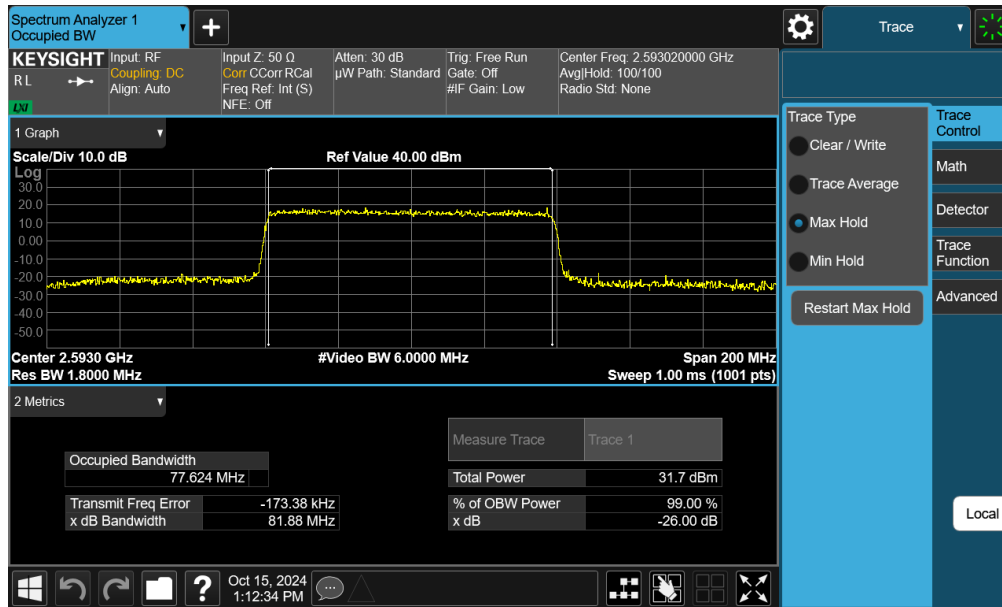 Spectrum Analyzer 1
Occupied BW
+
Trace
KEYSIGHT
R L
LXI
Input: RF
Coupling: DC
Align: Auto
Input Z: 50 Ω
Corr CCorr RCal
Freq Ref: Int (S)
NFE: Off
Atten: 30 dB
µW Path: Standard
Trig: Free Run
Gate: Off
#IF Gain: Low
Center Freq: 2.593020000 GHz
Avg|Hold: 100/100
Radio Std: None
1 Graph
Scale/Div 10.0 dB
Ref Value 40.00 dBm
Log
30.0
20.0
10.0
0.00
-10.0
-20.0
-30.0
-40.0
-50.0
Center 2.5930 GHz
#Video BW 6.0000 MHz
Span 200 MHz
Res BW 1.8000 MHz
Sweep 1.00 ms (1001 pts)
2 Metrics
Measure Trace Trace 1
Occupied Bandwidth
77.624 MHz
Total Power 31.7 dBm
Transmit Freq Error -173.38 kHz
% of OBW Power 99.00 %
x dB Bandwidth 81.88 MHz
x dB -26.00 dB
Trace Type
Clear / Write
Trace Average
Max Hold
Min Hold
Restart Max Hold
Trace
Control
Math
Detector
Trace
Function
Advanced
Local
?
Oct 15, 2024
1:12:34 PM